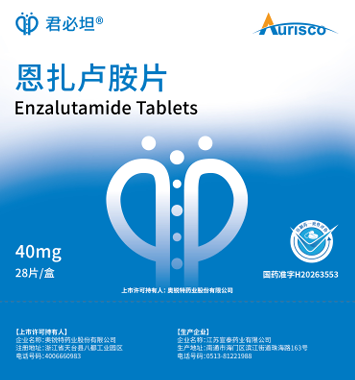 君必坦®
Aurisco
恩扎卢胺片
Enzalutamide Tablets
40mg
28片/盒
国药准字H20263553
上市许可持有人：奥锐特药业股份有限公司
【上市许可持有人】
企业名称：奥锐特药业股份有限公司
注册地址：浙江省天台县八都工业园区
电话号码：4006660983
【生产企业】
企业名称：江苏宣泰药业有限公司
生产地址：南通市海门区滨江街道珠海路163号
电话号码：0513-81221988